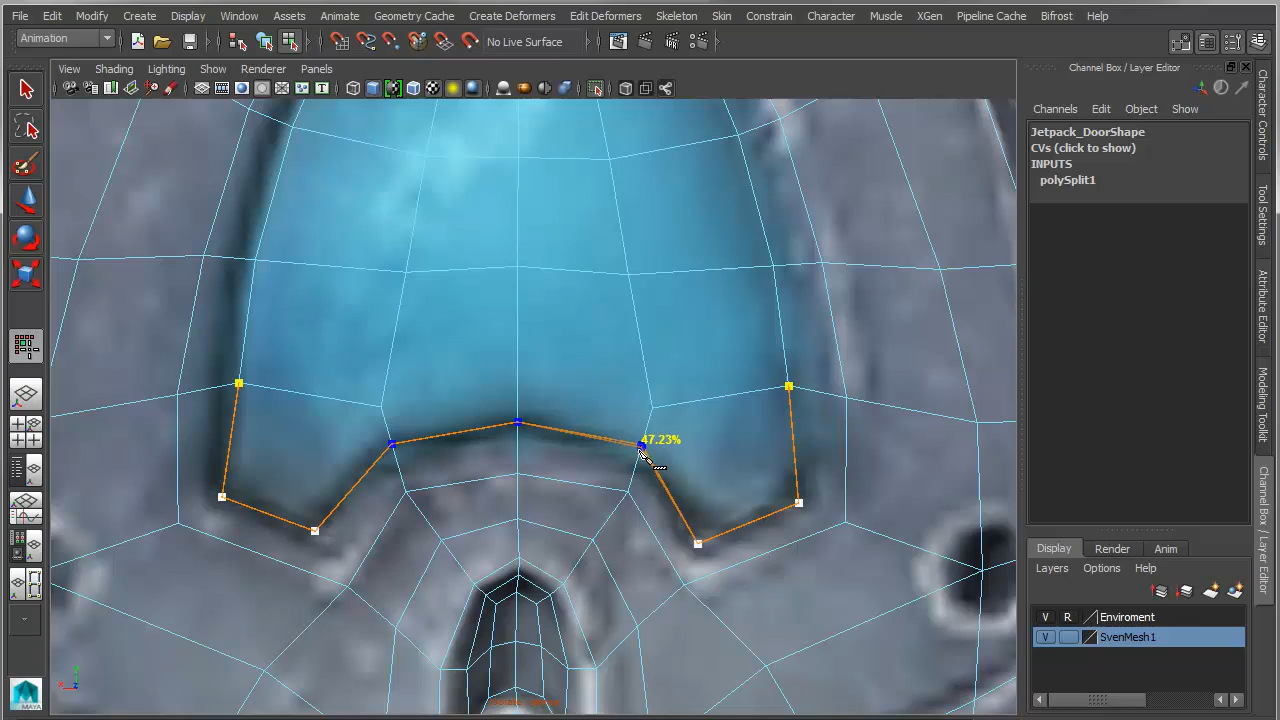 File Edit Modify Create Display Window Assets Animate Geometry Cache Create Deformers Edit Deformers Skeleton Skin Constrain Character Muscle XGen Pipeline Cache Bifrost Help
Animation
No Live Surface
View Shading Lighting Show Renderer Panels
Channel Box / Layer Editor
Channels Edit Object Show
Jetpack_DoorShape
CVs (click to show)
INPUTS
polySplit1
47.23%
Character Controls
Tool Settings
Attribute Editor
Modeling Toolkit
Channel Box / Layer Editor
Display Render Anim
Layers Options Help
V R Enviroment
V SvenMesh1
MAYA